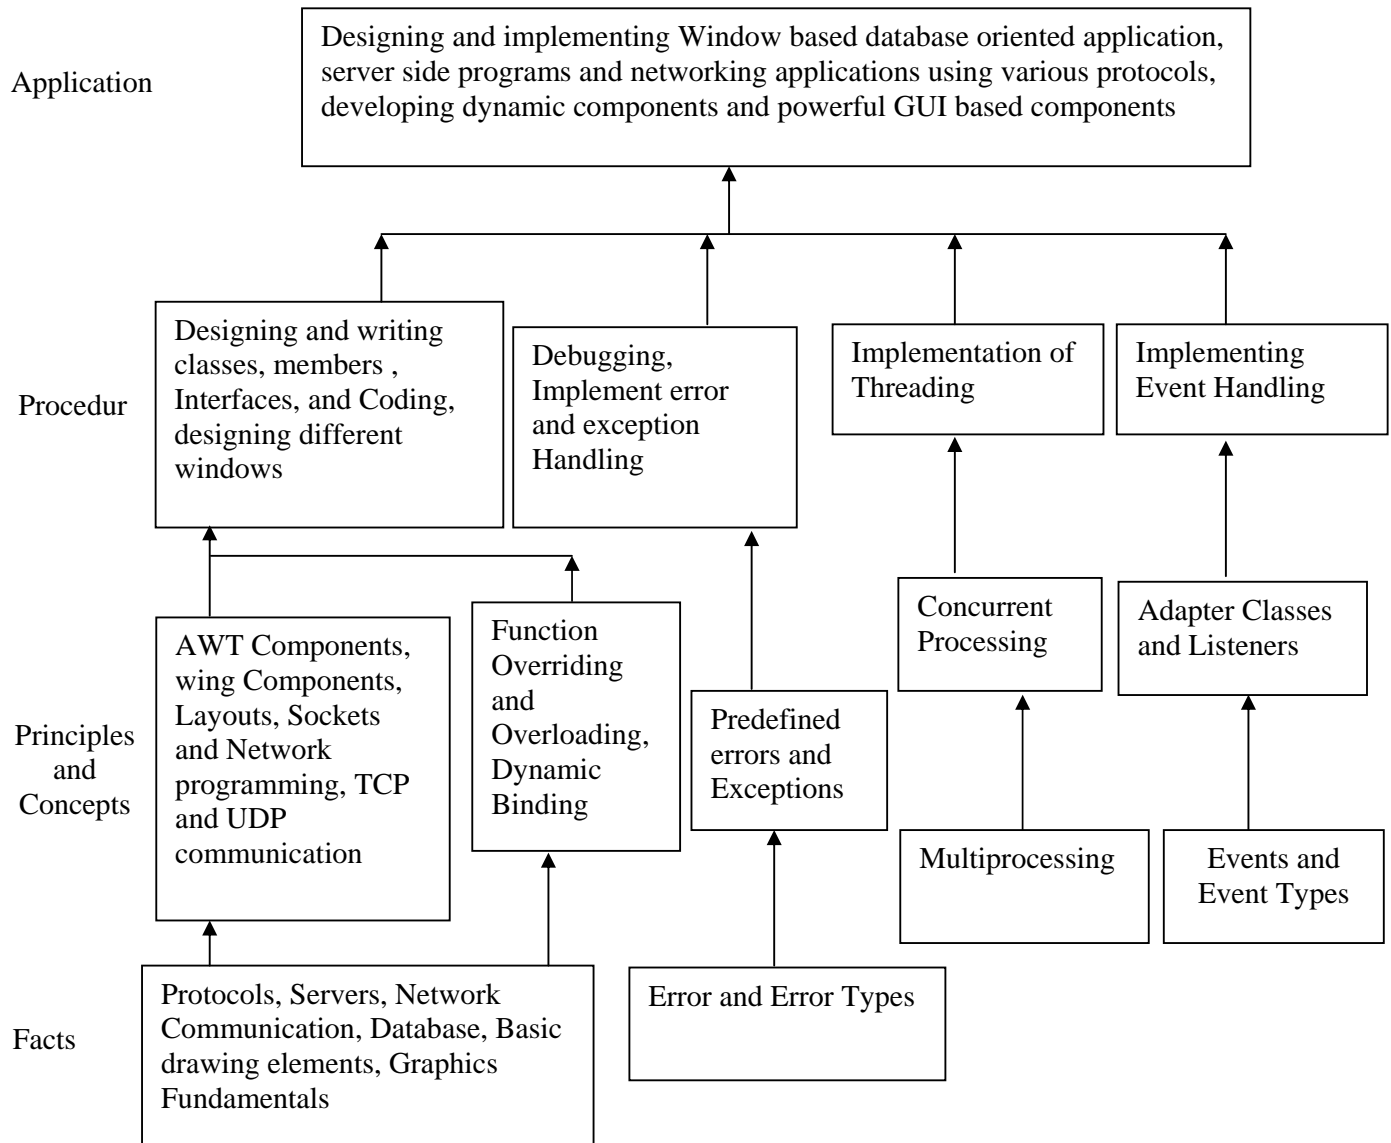 Application
Designing and implementing Window based database oriented application,
server side programs and networking applications using various protocols,
developing dynamic components and powerful GUI based components
Procedur
Designing and writing
classes, members ,
Interfaces, and Coding,
designing different
windows
Debugging,
Implement error
and exception
Handling
Implementation of
Threading
Implementing
Event Handling
Principles
and
Concepts
AWT Components,
wing Components,
Layouts, Sockets
and Network
programming, TCP
and UDP
communication
Function
Overriding
and
Overloading,
Dynamic
Binding
Predefined
errors and
Exceptions
Concurrent
Processing
Adapter Classes
and Listeners
Multiprocessing
Events and
Event Types
Facts
Protocols, Servers, Network
Communication, Database, Basic
drawing elements, Graphics
Fundamentals
Error and Error Types